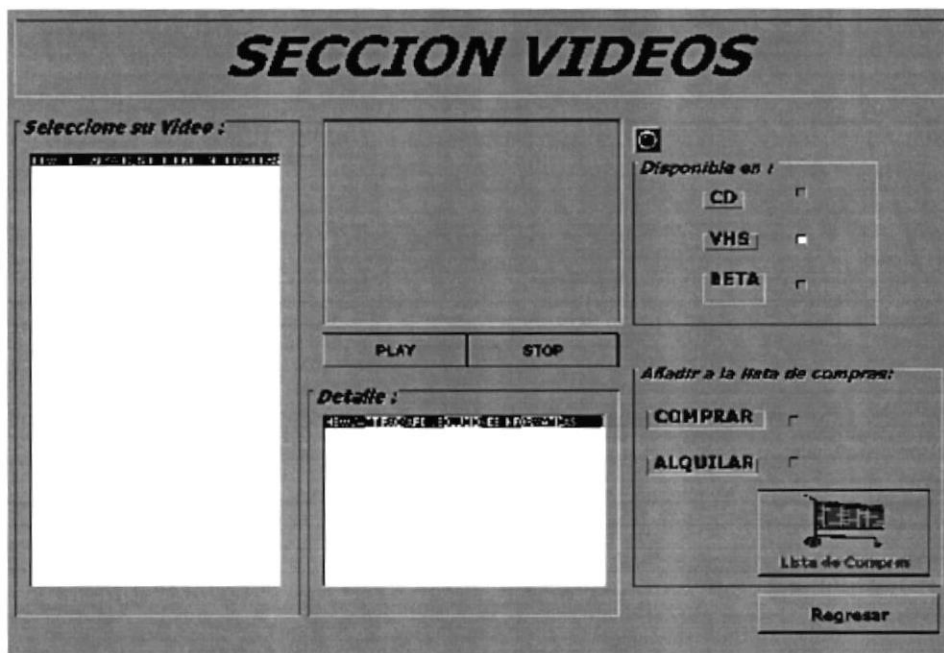 SECCION VIDEOS
Seleccione su Video :
Disponible en :
CD
VHS
BETA
PLAY
STOP
Detalle :
Añadir a la lista de compras:
COMPRAR
ALQUILAR
Lista de Compras
Regresar